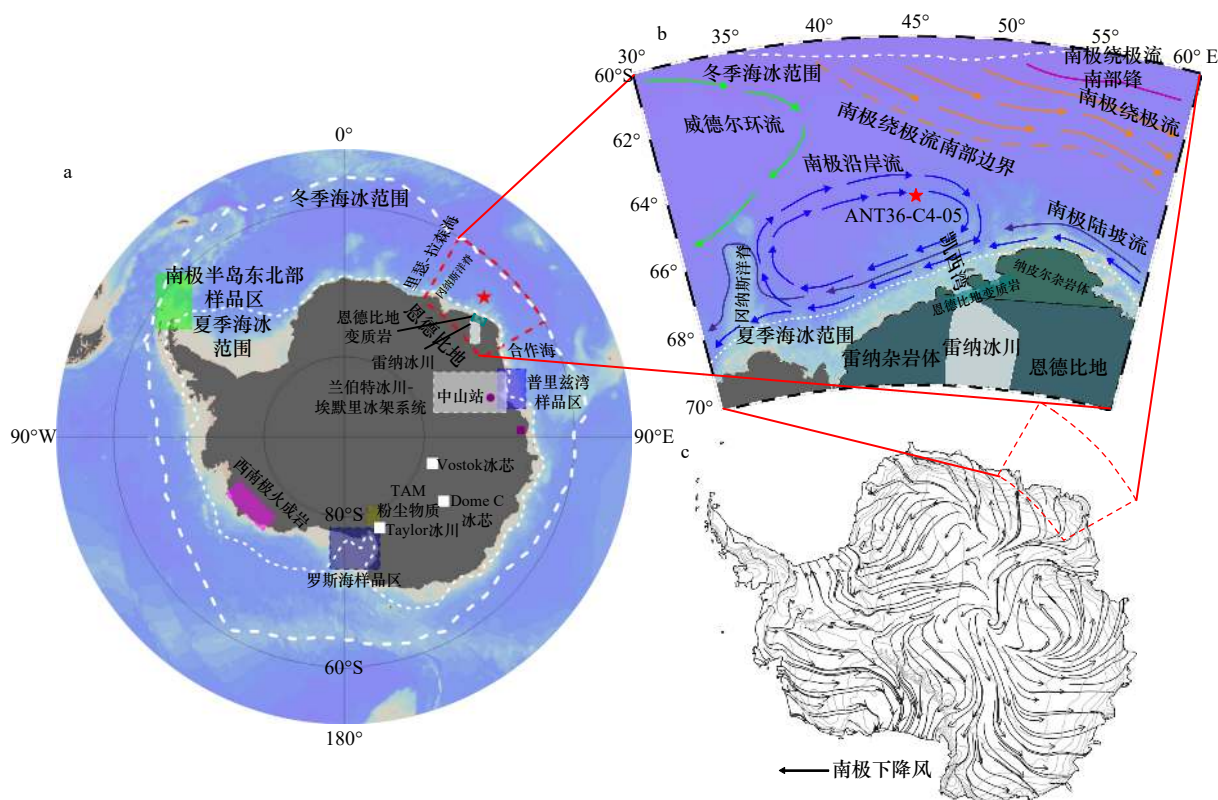 a
0°
冬季海冰范围
里瑟-拉森海
冈纳斯洋脊
南极半岛东北部
样品区
夏季海冰
范围
恩德比地
变质岩
恩德比地
雷纳冰川
合作海
兰伯特冰川-
埃默里冰架系统
中山站
普里兹湾
样品区
90°W
90°E
Vostok冰芯
西南极火成岩
TAM
粉尘物质
Dome C
冰芯
80°S
Taylor冰川
罗斯海样品区
60°S
180°
b
30°
35°
40°
45°
50°
55°
60° E
60°S
62°
64°
66°
68°
70°
冬季海冰范围
南极绕极流
南部锋
南极绕极流
威德尔环流
南极绕极流南部边界
南极沿岸流
ANT36-C4-05
南极陆坡流
凯西湾
纳皮尔杂岩体
恩德比地变质岩
冈纳斯洋脊
夏季海冰范围
雷纳杂岩体
雷纳冰川
恩德比地
c
南极下降风